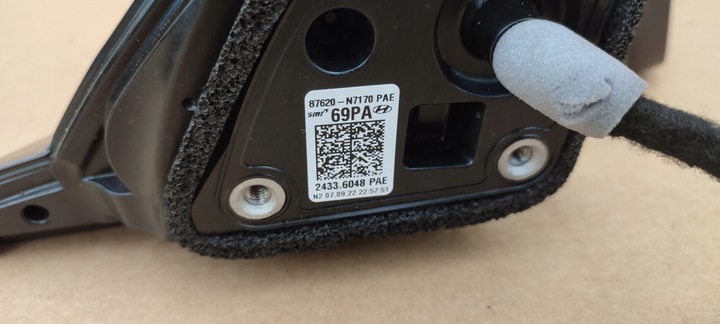 87620-N7170 PAE
SMR 69PA
2433.6048 PAE
N2 07.09.22 22:57:51